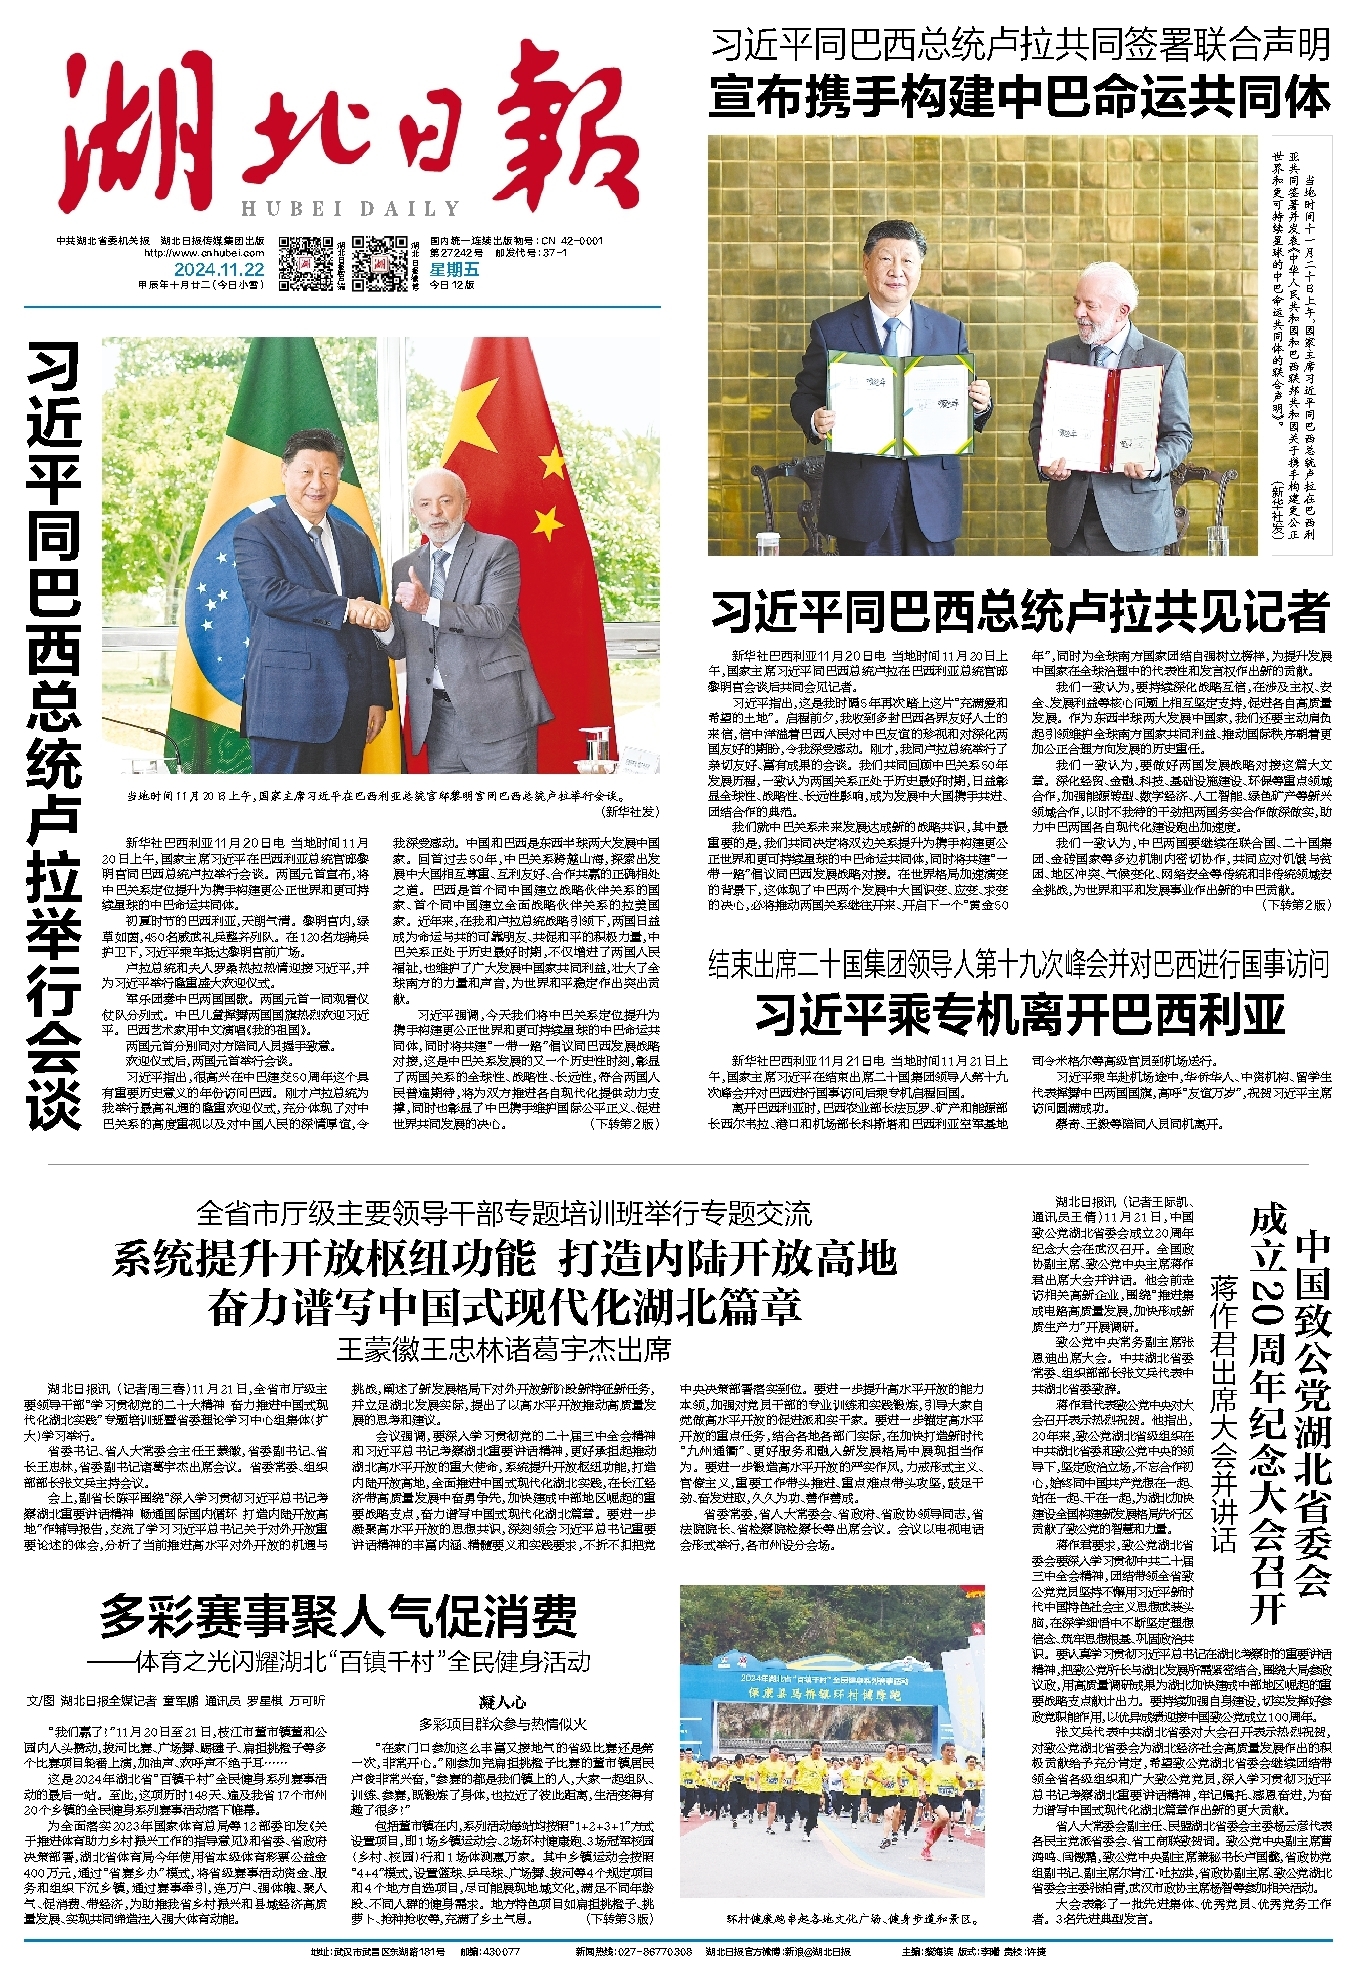 湖北日報
HUBEI DAILY
中共湖北省委机关报 湖北日报传媒集团出版
http://www.cnhubei.com
2024.11.22
甲辰年十月廿二(今日小雪)
国内统一连续出版物号:CN 42-0001
第27242号 邮发代号:37-1
星期五
今日12版
习近平同巴西总统卢拉共同签署联合声明
宣布携手构建中巴命运共同体
当地时间十一月二十日上午,国家主席习近平同巴西总统卢拉在巴西利
亚共同签署并发表《中华人民共和国和巴西联邦共和国关于携手构建更公正
世界和更可持续星球的中巴命运共同体的联合声明》。
(新华社发)
习近平同巴西总统卢拉举行会谈
当地时间11月20日上午,国家主席习近平在巴西利亚总统官邸黎明宫同巴西总统卢拉举行会谈。
(新华社发)
新华社巴西利亚11月20日电 当地时间11月
20日上午,国家主席习近平在巴西利亚总统官邸黎
明宫同巴西总统卢拉举行会谈。两国元首宣布,将
中巴关系定位提升为携手构建更公正世界和更可持
续星球的中巴命运共同体。
初夏时节的巴西利亚,天朗气清。黎明宫内,绿
草如茵,450名威武礼兵整齐列队。在120名龙骑兵
护卫下,习近平乘车抵达黎明宫前广场。
卢拉总统和夫人罗桑热拉热情迎接习近平,并
为习近平举行隆重盛大欢迎仪式。
军乐团奏中巴两国国歌。两国元首一同观看仪
仗队分列式。中巴儿童挥舞两国国旗热烈欢迎习近
平。巴西艺术家用中文演唱《我的祖国》。
两国元首分别同对方陪同人员握手致意。
欢迎仪式后,两国元首举行会谈。
习近平指出,很高兴在中巴建交50周年这个具
有重要历史意义的年份访问巴西。刚才卢拉总统为
我举行最高礼遇的隆重欢迎仪式,充分体现了对中
巴关系的高度重视以及对中国人民的深情厚谊,令
我深受感动。中国和巴西是东西半球两大发展中国
家。回首过去50年,中巴关系跨越山海,探索出发
展中大国相互尊重、互利友好、合作共赢的正确相处
之道。巴西是首个同中国建立战略伙伴关系的国
家、首个同中国建立全面战略伙伴关系的拉美国
家。近年来,在我和卢拉总统战略引领下,两国日益
成为命运与共的可靠朋友、共促和平的积极力量,中
巴关系正处于历史最好时期,不仅增进了两国人民
福祉,也维护了广大发展中国家共同利益,壮大了全
球南方的力量和声音,为世界和平稳定作出突出贡
献。
习近平强调,今天我们将中巴关系定位提升为
携手构建更公正世界和更可持续星球的中巴命运共
同体,同时将共建“一带一路”倡议同巴西发展战略
对接,这是中巴关系发展的又一个历史性时刻,彰显
了两国关系的全球性、战略性、长远性,符合两国人
民普遍期待,将为双方推进各自现代化提供动力支
撑,同时也彰显了中巴携手维护国际公平正义、促进
世界共同发展的决心。 (下转第2版)
习近平同巴西总统卢拉共见记者
新华社巴西利亚11月20日电 当地时间11月20日上
午,国家主席习近平同巴西总统卢拉在巴西利亚总统官邸
黎明宫会谈后共同会见记者。
习近平指出,这是我时隔5年再次踏上这片“充满爱和
希望的土地”。启程前夕,我收到多封巴西各界友好人士的
来信,信中洋溢着巴西人民对中巴友谊的珍视和对深化两
国友好的期盼,令我深受感动。刚才,我同卢拉总统举行了
亲切友好、富有成果的会谈。我们共同回顾中巴关系50年
发展历程,一致认为两国关系正处于历史最好时期,日益彰
显全球性、战略性、长远性影响,成为发展中大国携手共进、
团结合作的典范。
我们就中巴关系未来发展达成新的战略共识,其中最
重要的是,我们共同决定将双边关系提升为携手构建更公
正世界和更可持续星球的中巴命运共同体,同时将共建“一
带一路”倡议同巴西发展战略对接。在世界格局加速演变
的背景下,这体现了中巴两个发展中大国识变、应变、求变
的决心,必将推动两国关系继往开来、开启下一个“黄金50
年”,同时为全球南方国家团结自强树立榜样,为提升发展
中国家在全球治理中的代表性和发言权作出新的贡献。
我们一致认为,要持续深化战略互信,在涉及主权、安
全、发展利益等核心问题上相互坚定支持,促进各自高质量
发展。作为东西半球两大发展中国家,我们还要主动肩负
起引领维护全球南方国家共同利益、推动国际秩序朝着更
加公正合理方向发展的历史重任。
我们一致认为,要做好两国发展战略对接这篇大文
章。深化经贸、金融、科技、基础设施建设、环保等重点领域
合作,加强能源转型、数字经济、人工智能、绿色矿产等新兴
领域合作,以时不我待的干劲把两国务实合作做深做实,助
力中巴两国各自现代化建设跑出加速度。
我们一致认为,中巴两国要继续在联合国、二十国集
团、金砖国家等多边机制内密切协作,共同应对饥饿与贫
困、地区冲突、气候变化、网络安全等传统和非传统领域安
全挑战,为世界和平和发展事业作出新的中巴贡献。
(下转第2版)
结束出席二十国集团领导人第十九次峰会并对巴西进行国事访问
习近平乘专机离开巴西利亚
新华社巴西利亚11月21日电 当地时间11月21日上
午,国家主席习近平在结束出席二十国集团领导人第十九
次峰会并对巴西进行国事访问后乘专机启程回国。
离开巴西利亚时,巴西农业部长法瓦罗、矿产和能源部
长西尔韦拉、港口和机场部长科斯塔和巴西利亚空军基地
司令米格尔等高级官员到机场送行。
习近平乘车赴机场途中,华侨华人、中资机构、留学生
代表挥舞中巴两国国旗,高呼“友谊万岁”,祝贺习近平主席
访问圆满成功。
蔡奇、王毅等陪同人员同机离开。
全省市厅级主要领导干部专题培训班举行专题交流
系统提升开放枢纽功能 打造内陆开放高地
奋力谱写中国式现代化湖北篇章
王蒙徽王忠林诸葛宇杰出席
湖北日报讯 (记者周三春)11月21日,全省市厅级主
要领导干部“学习贯彻党的二十大精神 奋力推进中国式现
代化湖北实践”专题培训班暨省委理论学习中心组集体(扩
大)学习举行。
省委书记、省人大常委会主任王蒙徽,省委副书记、省
长王忠林,省委副书记诸葛宇杰出席会议。省委常委、组织
部部长张文兵主持会议。
会上,副省长陈平围绕“深入学习贯彻习近平总书记考
察湖北重要讲话精神 畅通国际国内循环 打造内陆开放高
地”作辅导报告,交流了学习习近平总书记关于对外开放重
要论述的体会,分析了当前推进高水平对外开放的机遇与
挑战,阐述了新发展格局下对外开放新阶段新特征新任务,
并立足湖北发展实际,提出了以高水平开放推动高质量发
展的思考和建议。
会议强调,要深入学习贯彻党的二十届三中全会精神
和习近平总书记考察湖北重要讲话精神,更好承担起推动
湖北高水平开放的重大使命,系统提升开放枢纽功能,打造
内陆开放高地,全面推进中国式现代化湖北实践,在长江经
济带高质量发展中奋勇争先,加快建成中部地区崛起的重
要战略支点,奋力谱写中国式现代化湖北篇章。要进一步
凝聚高水平开放的思想共识,深刻领会习近平总书记重要
讲话精神的丰富内涵、精髓要义和实践要求,不折不扣把党
中央决策部署落实到位。要进一步提升高水平开放的能力
本领,加强对党员干部的专业训练和实践锻炼,引导大家自
觉做高水平开放的促进派和实干家。要进一步锚定高水平
开放的重点任务,结合各地各部门实际,在加快打造新时代
“九州通衢”、更好服务和融入新发展格局中展现担当作
为。要进一步锻造高水平开放的严实作风,力戒形式主义、
官僚主义,重要工作带头推进、重点难点带头攻坚,鼓足干
劲、奋发进取,久久为功、善作善成。
省委常委,省人大常委会、省政府、省政协领导同志,省
法院院长、省检察院检察长等出席会议。会议以电视电话
会形式举行,各市州设分会场。
中国致公党湖北省委会
成立20周年纪念大会召开
蒋作君出席大会并讲话
湖北日报讯 (记者王际凯、
通讯员王倩)11月21日,中国
致公党湖北省委会成立20周年
纪念大会在武汉召开。全国政
协副主席、致公党中央主席蒋作
君出席大会并讲话。他会前走
访相关高新企业,围绕“推进集
成电路高质量发展,加快形成新
质生产力”开展调研。
致公党中央常务副主席张
恩迪出席大会。中共湖北省委
常委、组织部部长张文兵代表中
共湖北省委致辞。
蒋作君代表致公党中央对大
会召开表示热烈祝贺。他指出,
20年来,致公党湖北省级组织在
中共湖北省委和致公党中央的领
导下,坚定政治立场,不忘合作初
心,始终同中国共产党想在一起、
站在一起、干在一起,为湖北加快
建设全国构建新发展格局先行区
贡献了致公党的智慧和力量。
蒋作君要求,致公党湖北省
委会要深入学习贯彻中共二十届
三中全会精神,团结带领全省致
公党党员坚持不懈用习近平新时
代中国特色社会主义思想武装头
脑,在深学细悟中不断坚定理想
信念、筑牢思想根基、巩固政治共
识。要认真学习贯彻习近平总书记在湖北考察时的重要讲话
精神,把致公党所长与湖北发展所需紧密结合,围绕大局参政
议政,用高质量调研成果为湖北加快建成中部地区崛起的重
要战略支点献计出力。要持续加强自身建设,切实发挥好参
政党职能作用,以优异成绩迎接中国致公党成立100周年。
张文兵代表中共湖北省委对大会召开表示热烈祝贺,
对致公党湖北省委会为湖北经济社会高质量发展作出的积
极贡献给予充分肯定,希望致公党湖北省委会继续团结带
领全省各级组织和广大致公党党员,深入学习贯彻习近平
总书记考察湖北重要讲话精神,牢记嘱托、感恩奋进,为奋
力谱写中国式现代化湖北篇章作出新的更大贡献。
省人大常委会副主任、民盟湖北省委会主委杨云彦代表
各民主党派省委会、省工商联致贺词。致公党中央副主席曹
鸿鸣、闫傲霜,致公党中央副主席兼秘书长卢国懿,省政协党
组副书记、副主席尔肯江·吐拉洪,省政协副主席、致公党湖北
省委会主委张柏青,武汉市政协主席杨智等参加相关活动。
大会表彰了一批先进集体、优秀党员、优秀党务工作
者。3名先进典型发言。
多彩赛事聚人气促消费
——体育之光闪耀湖北“百镇千村”全民健身活动
文/图 湖北日报全媒记者 童军鹏 通讯员 罗星棋 万可昕
“我们赢了!”11月20日至21日,枝江市董市镇董和公
园内人头攒动,拔河比赛、广场舞、踢毽子、扁担挑橙子等多
个比赛项目轮番上演,加油声、欢呼声不绝于耳……
这是2024年湖北省“百镇千村”全民健身系列赛事活
动的最后一站。至此,这项历时148天、遍及我省17个市州
20个乡镇的全民健身系列赛事活动落下帷幕。
为全面落实2023年国家体育总局等12部委印发《关
于推进体育助力乡村振兴工作的指导意见》和省委、省政府
决策部署,湖北省体育局今年使用省本级体育彩票公益金
400万元,通过“省赛乡办”模式,将省级赛事活动资金、服
务和组织下沉乡镇,通过赛事牵引,连万户、强体魄、聚人
气、促消费、带经济,为助推我省乡村振兴和县域经济高质
量发展、实现共同缔造注入强大体育动能。
凝人心
多彩项目群众参与热情似火
“在家门口参加这么丰富又接地气的省级比赛还是第
一次,非常开心。”刚参加完扁担挑橙子比赛的董市镇居民
卢俊非常兴奋,“参赛的都是我们镇上的人,大家一起组队、
训练、参赛,既锻炼了身体,也拉近了彼此距离,生活变得有
趣了很多!”
包括董市镇在内,系列活动每站均按照“1+2+3+1”方式
设置项目,即1场乡镇运动会、2场环村健康跑、3场冠军校园
(乡村、校园)行和1场体测惠万家。其中乡镇运动会按照
“4+4”模式,设置篮球、乒乓球、广场舞、拔河等4个规定项目
和4个地方自选项目,尽可能展现地域文化,满足不同年龄
段、不同人群的健身需求。地方特色项目如扁担挑橙子、挑
萝卜、抢种抢收等,充满了乡土气息。 (下转第3版)
2024年湖北省“百镇千村”全民健身系列赛事活动
保康县马桥镇环村健康跑
环村健康跑串起各地文化广场、健身步道和景区。
地址:武汉市武昌区东湖路181号 邮编:430077 新闻热线:027-86770308 湖北日报官方微博:新浪@湖北日报 主编:蔡海滨 版式:李曙 责校:许捷